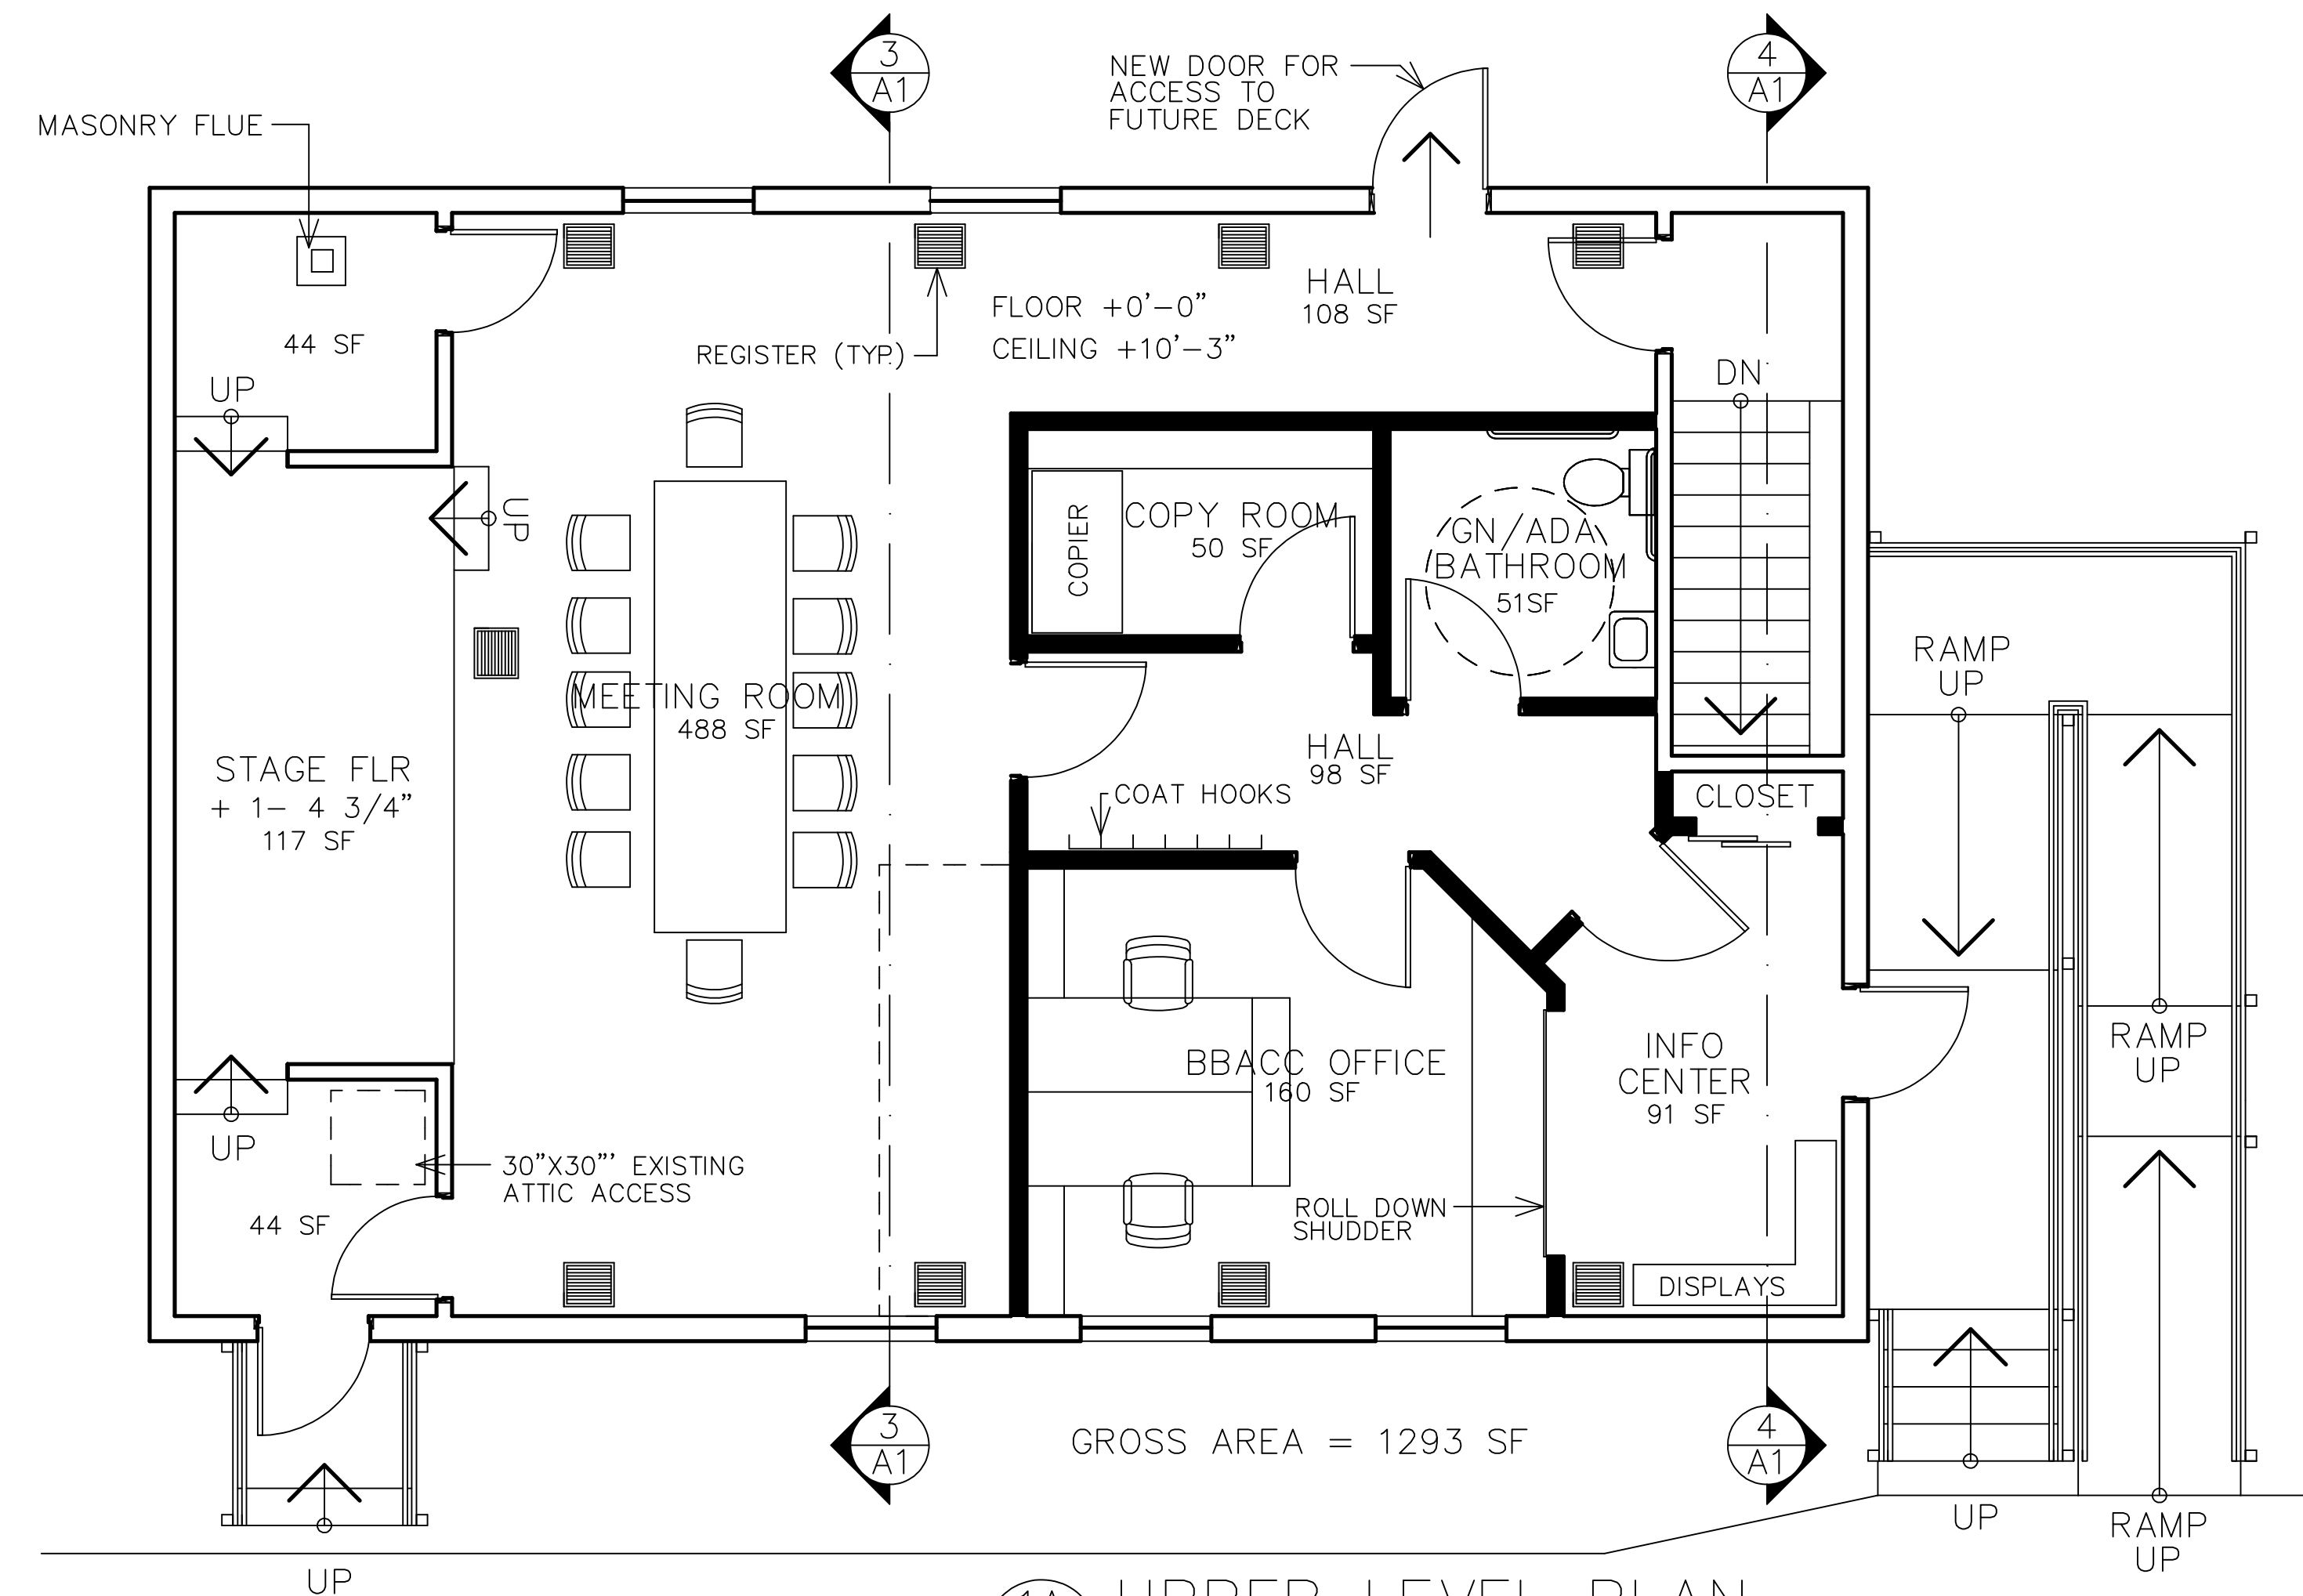 3
A1
NEW DOOR FOR
ACCESS TO
FUTURE DECK
4
A1
MASONRY FLUE
44 SF
UP
REGISTER (TYP.)
FLOOR +0'-0"
CEILING +10'-3"
HALL
108 SF
DN
UP
COPIER
COPY ROOM
50 SF
GN/ADA
BATHROOM
51SF
RAMP
UP
MEETING ROOM
488 SF
STAGE FLR
+ 1- 4 3/4"
117 SF
HALL
98 SF
COAT HOOKS
CLOSET
BBACC OFFICE
160 SF
INFO
CENTER
91 SF
RAMP
UP
UP
30"X30"' EXISTING
ATTIC ACCESS
44 SF
ROLL DOWN
SHUDDER
DISPLAYS
3
A1
GROSS AREA = 1293 SF
4
A1
UP
RAMP
UP
UP
1A
UPPER LEVEL PLAN